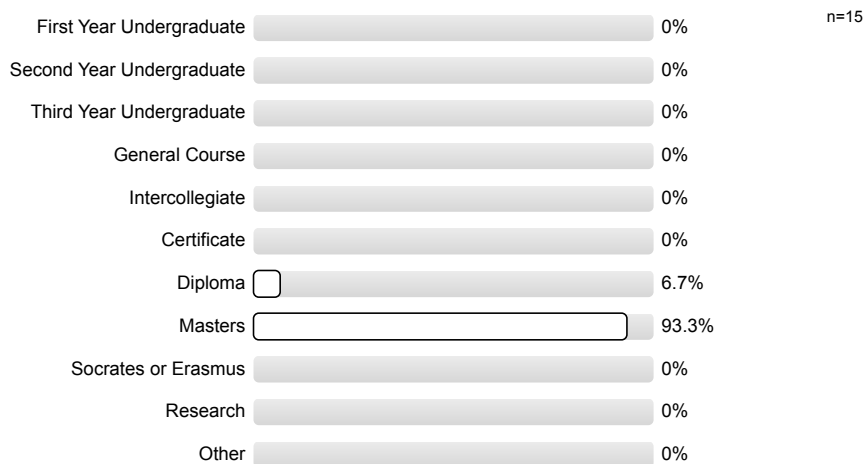 First Year Undergraduate 0% n=15
Second Year Undergraduate 0%
Third Year Undergraduate 0%
General Course 0%
Intercollegiate 0%
Certificate 0%
Diploma 6.7%
Masters 93.3%
Socrates or Erasmus 0%
Research 0%
Other 0%